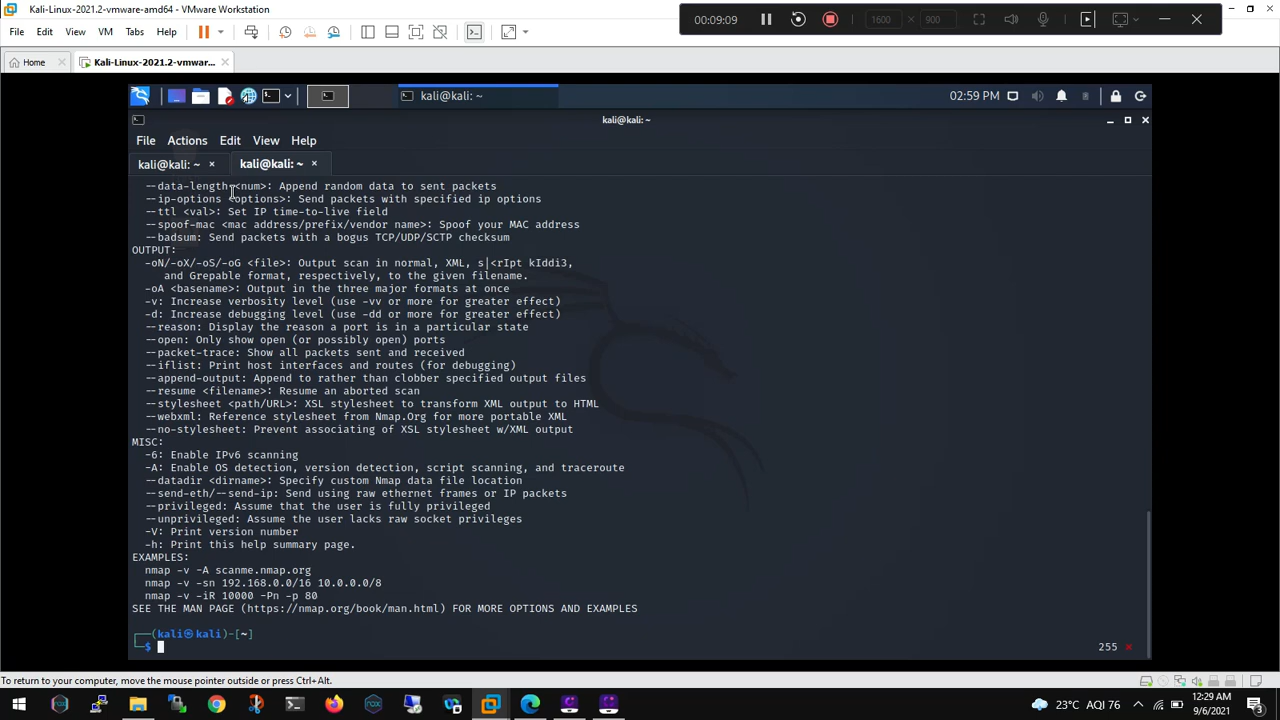 Kali-Linux-2021.2-vmware-amd64 - VMware Workstation
00:09:09
1600 × 900
File Edit View VM Tabs Help
Home
Kali-Linux-2021.2-vmwar...
kali@kali: ~
02:59 PM
kali@kali:~
File Actions Edit View Help
kali@kali: ~
kali@kali: ~
--data-length <num>: Append random data to sent packets
--ip-options <options>: Send packets with specified ip options
--ttl <val>: Set IP time-to-live field
--spoof-mac <mac address/prefix/vendor name>: Spoof your MAC address
--badsum: Send packets with a bogus TCP/UDP/SCTP checksum
OUTPUT:
-oN/-oX/-oS/-oG <file>: Output scan in normal, XML, s|<rIpt kIddi3,
and Grepable format, respectively, to the given filename.
-oA <basename>: Output in the three major formats at once
-v: Increase verbosity level (use -vv or more for greater effect)
-d: Increase debugging level (use -dd or more for greater effect)
--reason: Display the reason a port is in a particular state
--open: Only show open (or possibly open) ports
--packet-trace: Show all packets sent and received
--iflist: Print host interfaces and routes (for debugging)
--append-output: Append to rather than clobber specified output files
--resume <filename>: Resume an aborted scan
--stylesheet <path/URL>: XSL stylesheet to transform XML output to HTML
--webxml: Reference stylesheet from Nmap.Org for more portable XML
--no-stylesheet: Prevent associating of XSL stylesheet w/XML output
MISC:
-6: Enable IPv6 scanning
-A: Enable OS detection, version detection, script scanning, and traceroute
--datadir <dirname>: Specify custom Nmap data file location
--send-eth/--send-ip: Send using raw ethernet frames or IP packets
--privileged: Assume that the user is fully privileged
--unprivileged: Assume the user lacks raw socket privileges
-V: Print version number
-h: Print this help summary page.
EXAMPLES:
nmap -v -A scanme.nmap.org
nmap -v -sn 192.168.0.0/16 10.0.0.0/8
nmap -v -iR 10000 -Pn -p 80
SEE THE MAN PAGE (https://nmap.org/book/man.html) FOR MORE OPTIONS AND EXAMPLES
┌──(kali㉿kali)-[~]
└─$ 255 ⨯
To return to your computer, move the mouse pointer outside or press Ctrl+Alt.
23°C AQI 76
12:29 AM
9/6/2021
3